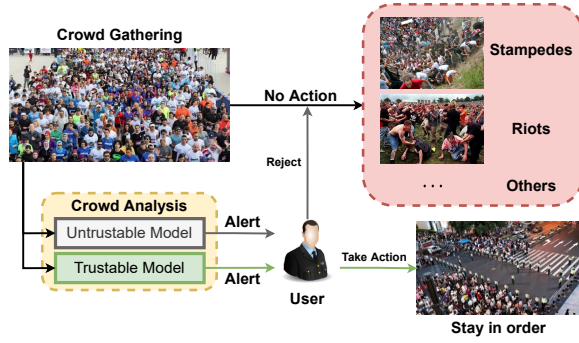 Crowd Gathering
Stampedes
No Action
Riots
Reject
. . .
Others
Crowd Analysis
Untrustable Model
Alert
Trustable Model
Alert
Take Action
User
Stay in order